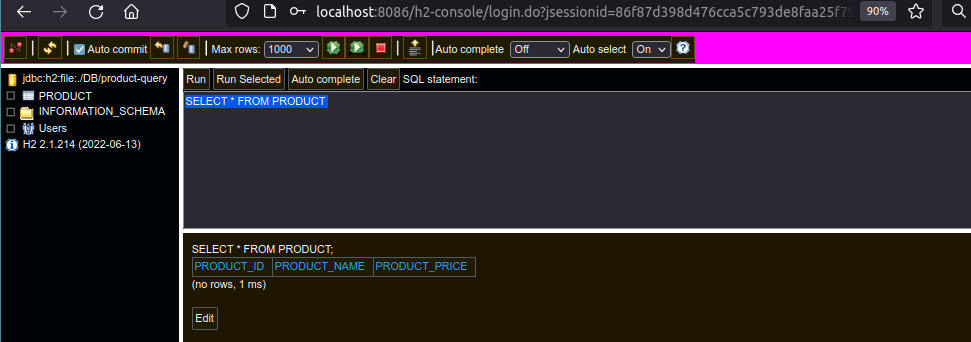 localhost:8086/h2-console/login.do?jsessionid=86f87d398d476cca5c793de8faa25f79
90%
Auto commit
Max rows:
1000
Auto complete
Off
Auto select
On
jdbc:h2:file:./DB/product-query
PRODUCT
INFORMATION_SCHEMA
Users
H2 2.1.214 (2022-06-13)
Run
Run Selected
Auto complete
Clear
SQL statement:
SELECT * FROM PRODUCT
SELECT * FROM PRODUCT;
PRODUCT_ID PRODUCT_NAME PRODUCT_PRICE
(no rows, 1 ms)
Edit